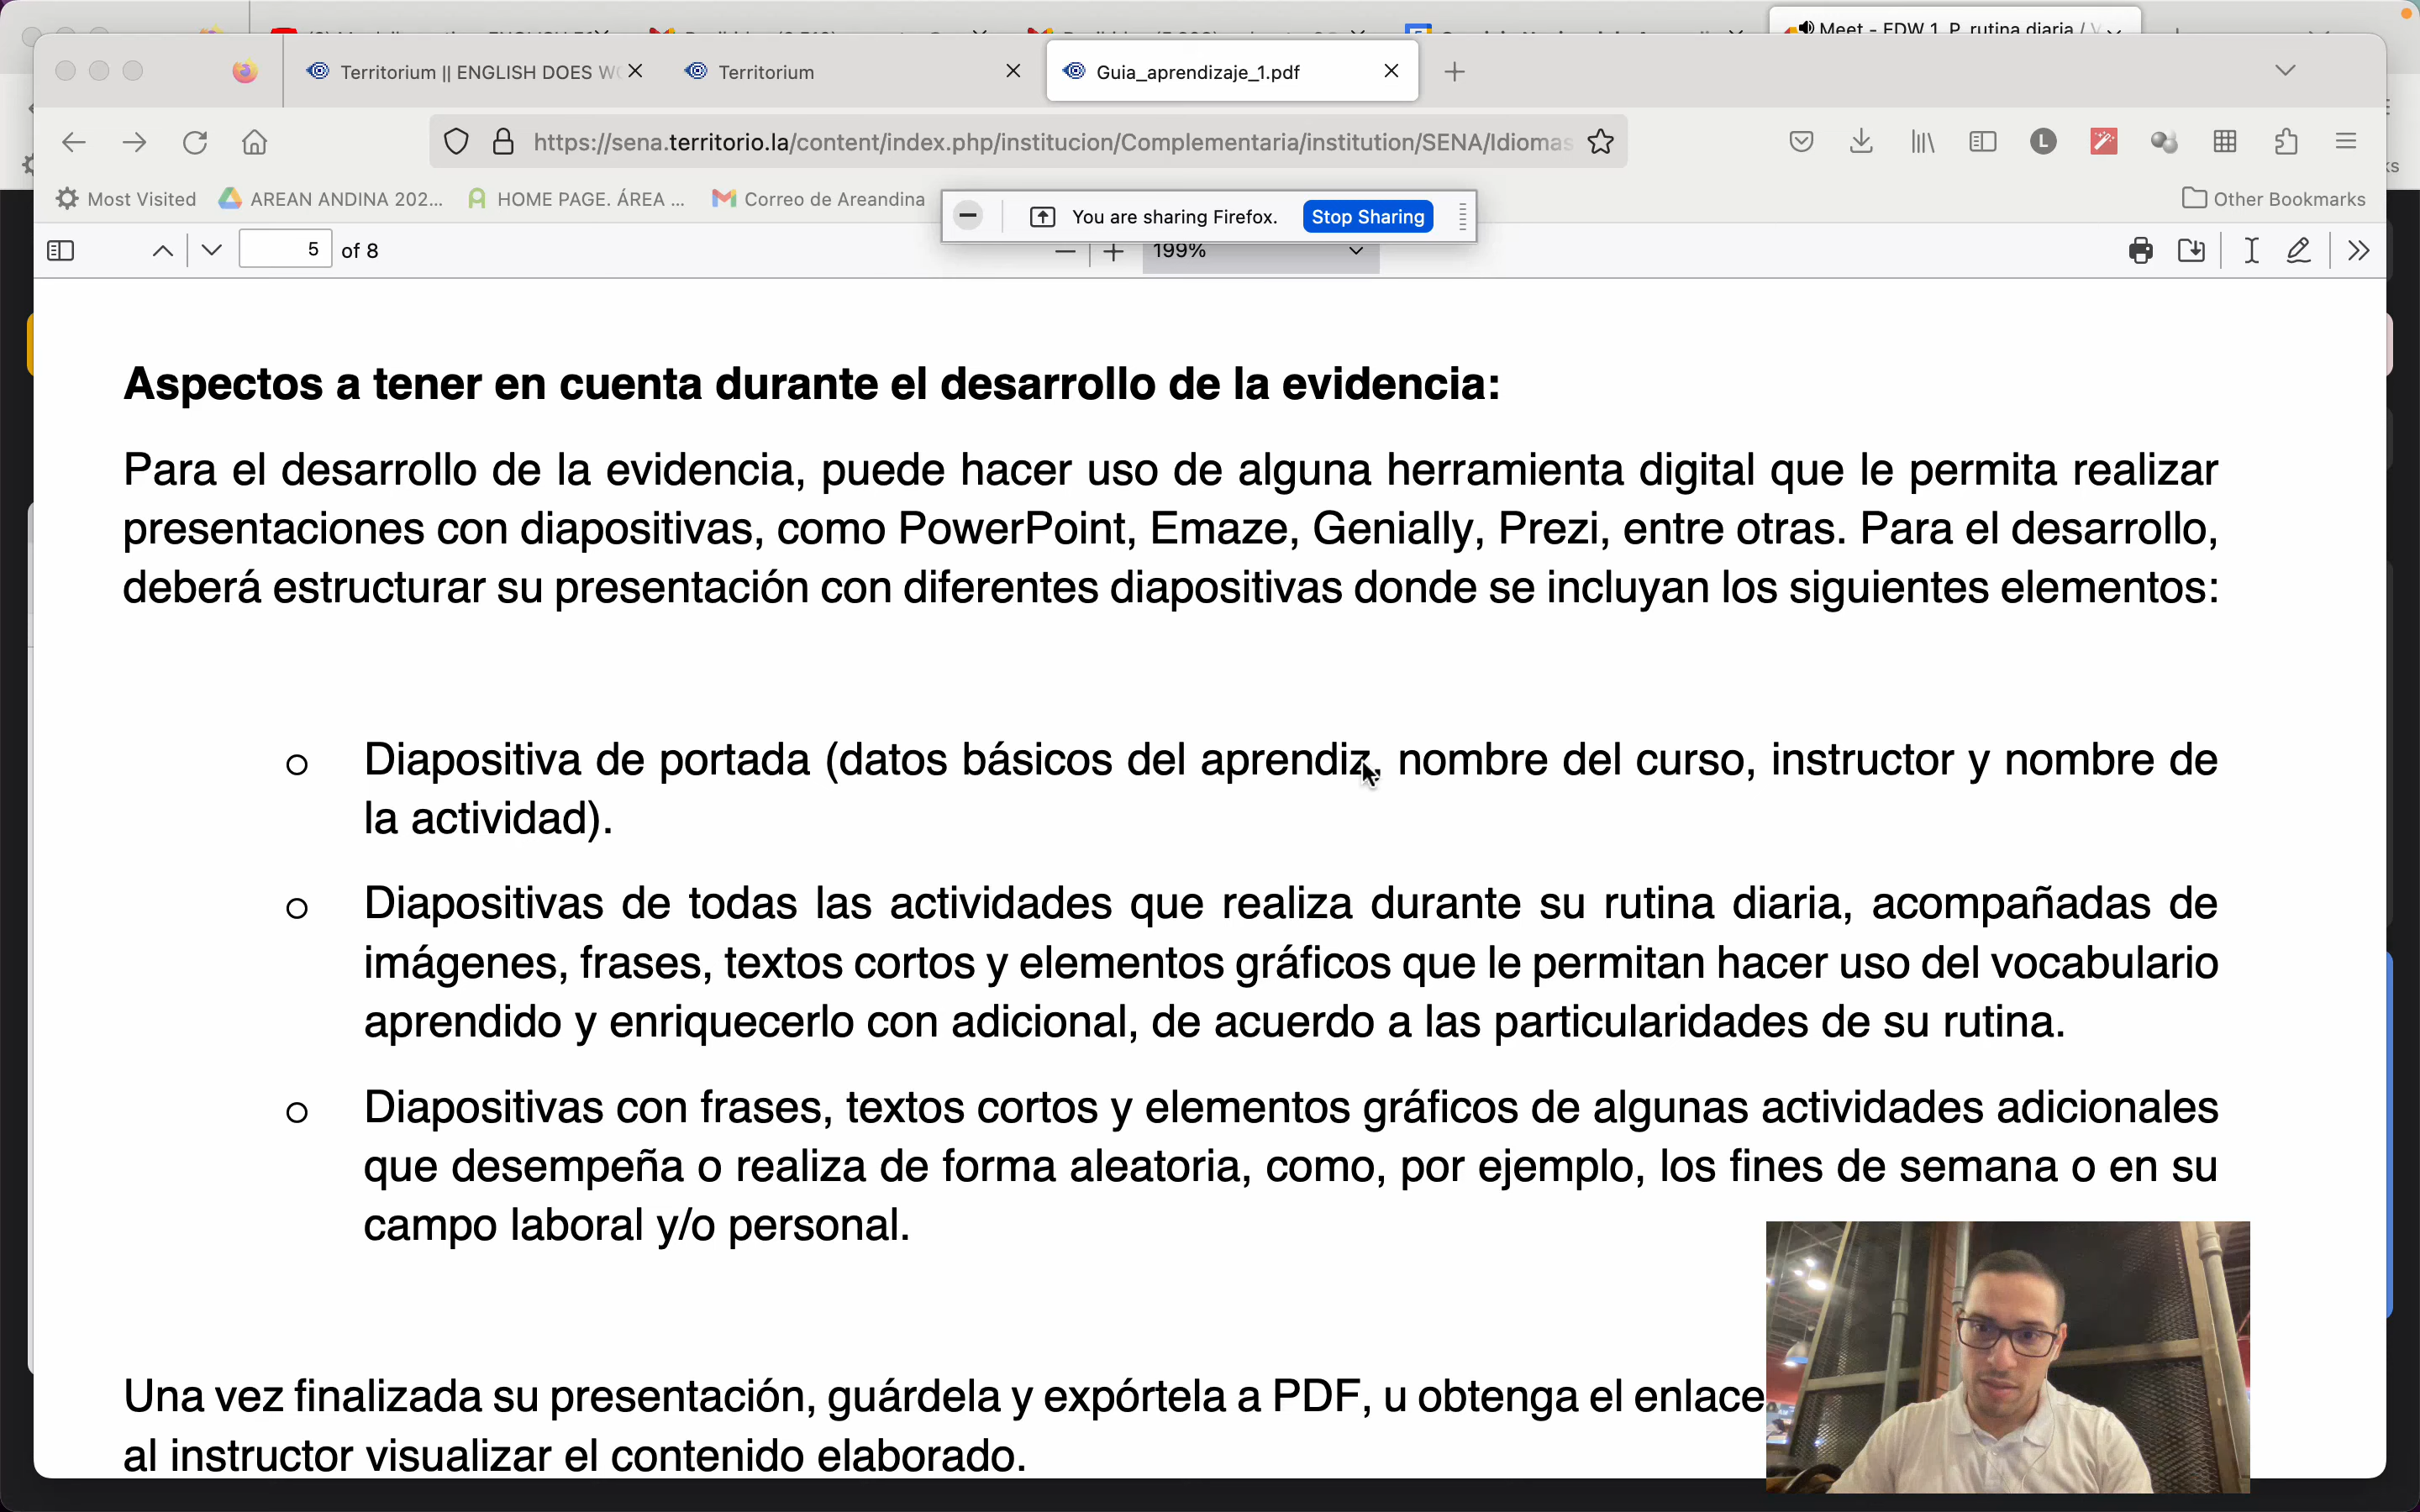 Meet - EDW 1. P. rutina diaria /
Territorium || ENGLISH DOES W
Territorium
Guia_aprendizaje_1.pdf
https://sena.territorio.la/content/index.php/institucion/Complementaria/institution/SENA/Idiomas
L
Most Visited
AREAN ANDINA 202...
HOME PAGE. ÁREA ...
Correo de Areandina
You are sharing Firefox.
Stop Sharing
Other Bookmarks
5 of 8
199%
Aspectos a tener en cuenta durante el desarrollo de la evidencia:
Para el desarrollo de la evidencia, puede hacer uso de alguna herramienta digital que le permita realizar
presentaciones con diapositivas, como PowerPoint, Emaze, Genially, Prezi, entre otras. Para el desarrollo,
deberá estructurar su presentación con diferentes diapositivas donde se incluyan los siguientes elementos:
o Diapositiva de portada (datos básicos del aprendiz, nombre del curso, instructor y nombre de
la actividad).
o Diapositivas de todas las actividades que realiza durante su rutina diaria, acompañadas de
imágenes, frases, textos cortos y elementos gráficos que le permitan hacer uso del vocabulario
aprendido y enriquecerlo con adicional, de acuerdo a las particularidades de su rutina.
o Diapositivas con frases, textos cortos y elementos gráficos de algunas actividades adicionales
que desempeña o realiza de forma aleatoria, como, por ejemplo, los fines de semana o en su
campo laboral y/o personal.
Una vez finalizada su presentación, guárdela y expórtela a PDF, u obtenga el enlace
al instructor visualizar el contenido elaborado.